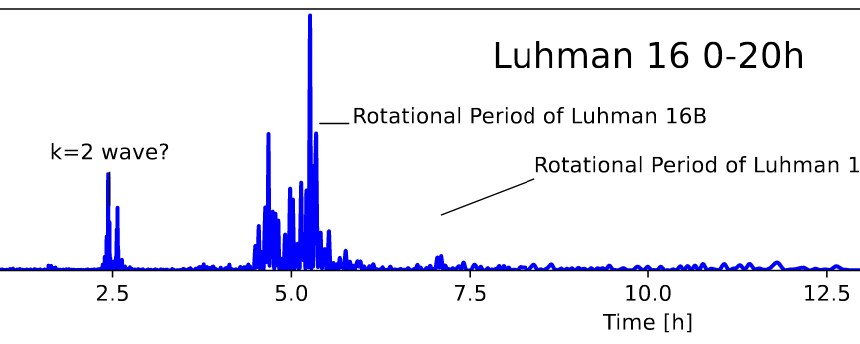 Luhman 16 0-20h
Rotational Period of Luhman 16B
k=2 wave?
Rotational Period of Luhman 1
2.5 5.0 7.5 10.0 12.5
Time [h]